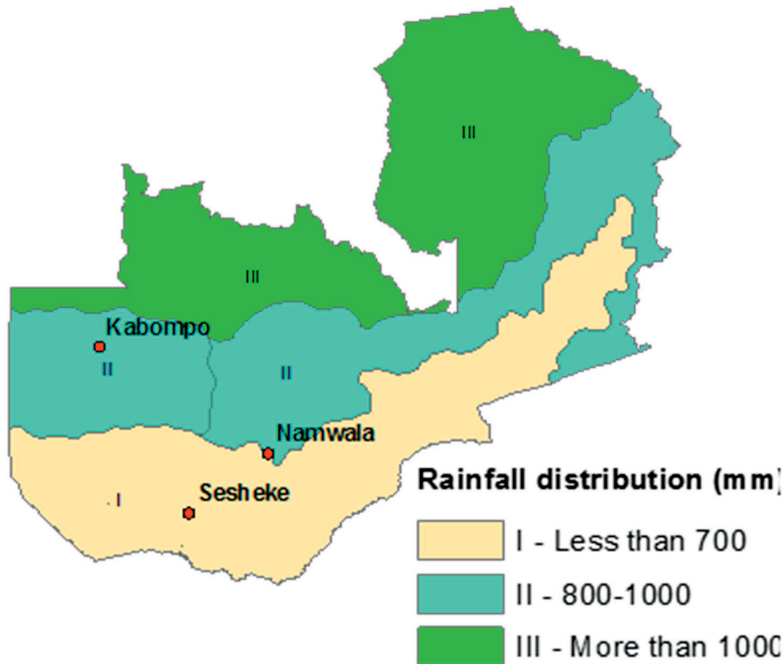 III
III
Kabompo
II
II
Namwala
Sesheke
I
Rainfall distribution (mm)
I - Less than 700
II - 800-1000
III - More than 1000